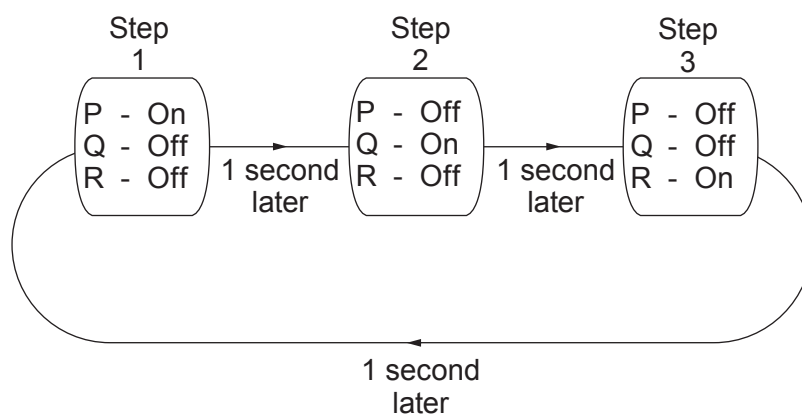 Step
1
P - On
Q - Off
R - Off
1 second
later
Step
2
P - Off
Q - On
R - Off
1 second
later
Step
3
P - Off
Q - Off
R - On
1 second
later